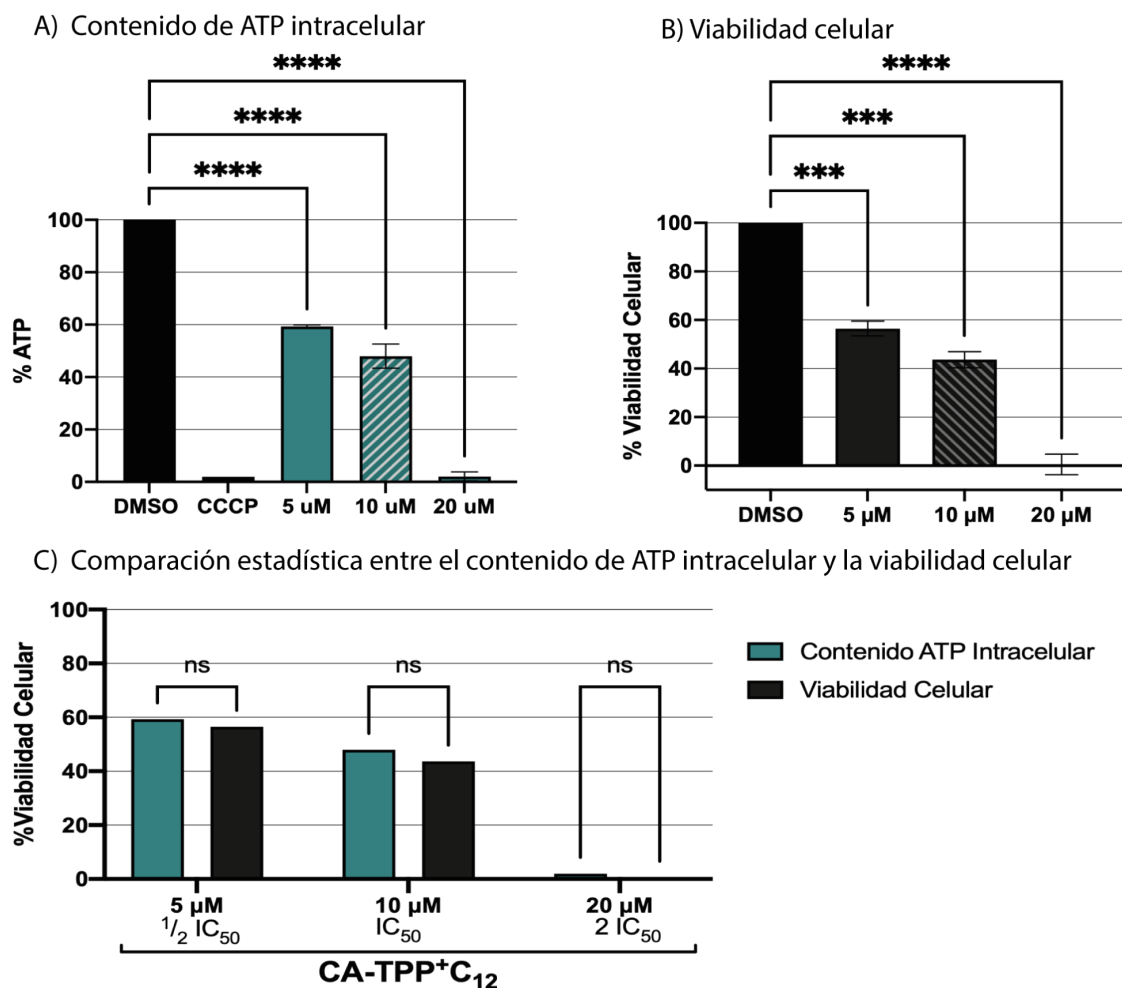 A) Contenido de ATP intracelular
****
****
****
% ATP
100
80
60
40
20
0
DMSO CCCP 5 uM 10 uM 20 uM
B) Viabilidad celular
****
***
***
% Viabilidad Celular
100
80
60
40
20
0
DMSO 5 µM 10 µM 20 µM
C) Comparación estadística entre el contenido de ATP intracelular y la viabilidad celular
%Viabilidad Celular
100
80
60
40
20
0
ns ns ns
Contenido ATP Intracelular
Viabilidad Celular
5 µM 10 µM 20 µM
1/2 IC50 IC50 2 IC50
CA-TPP+C12